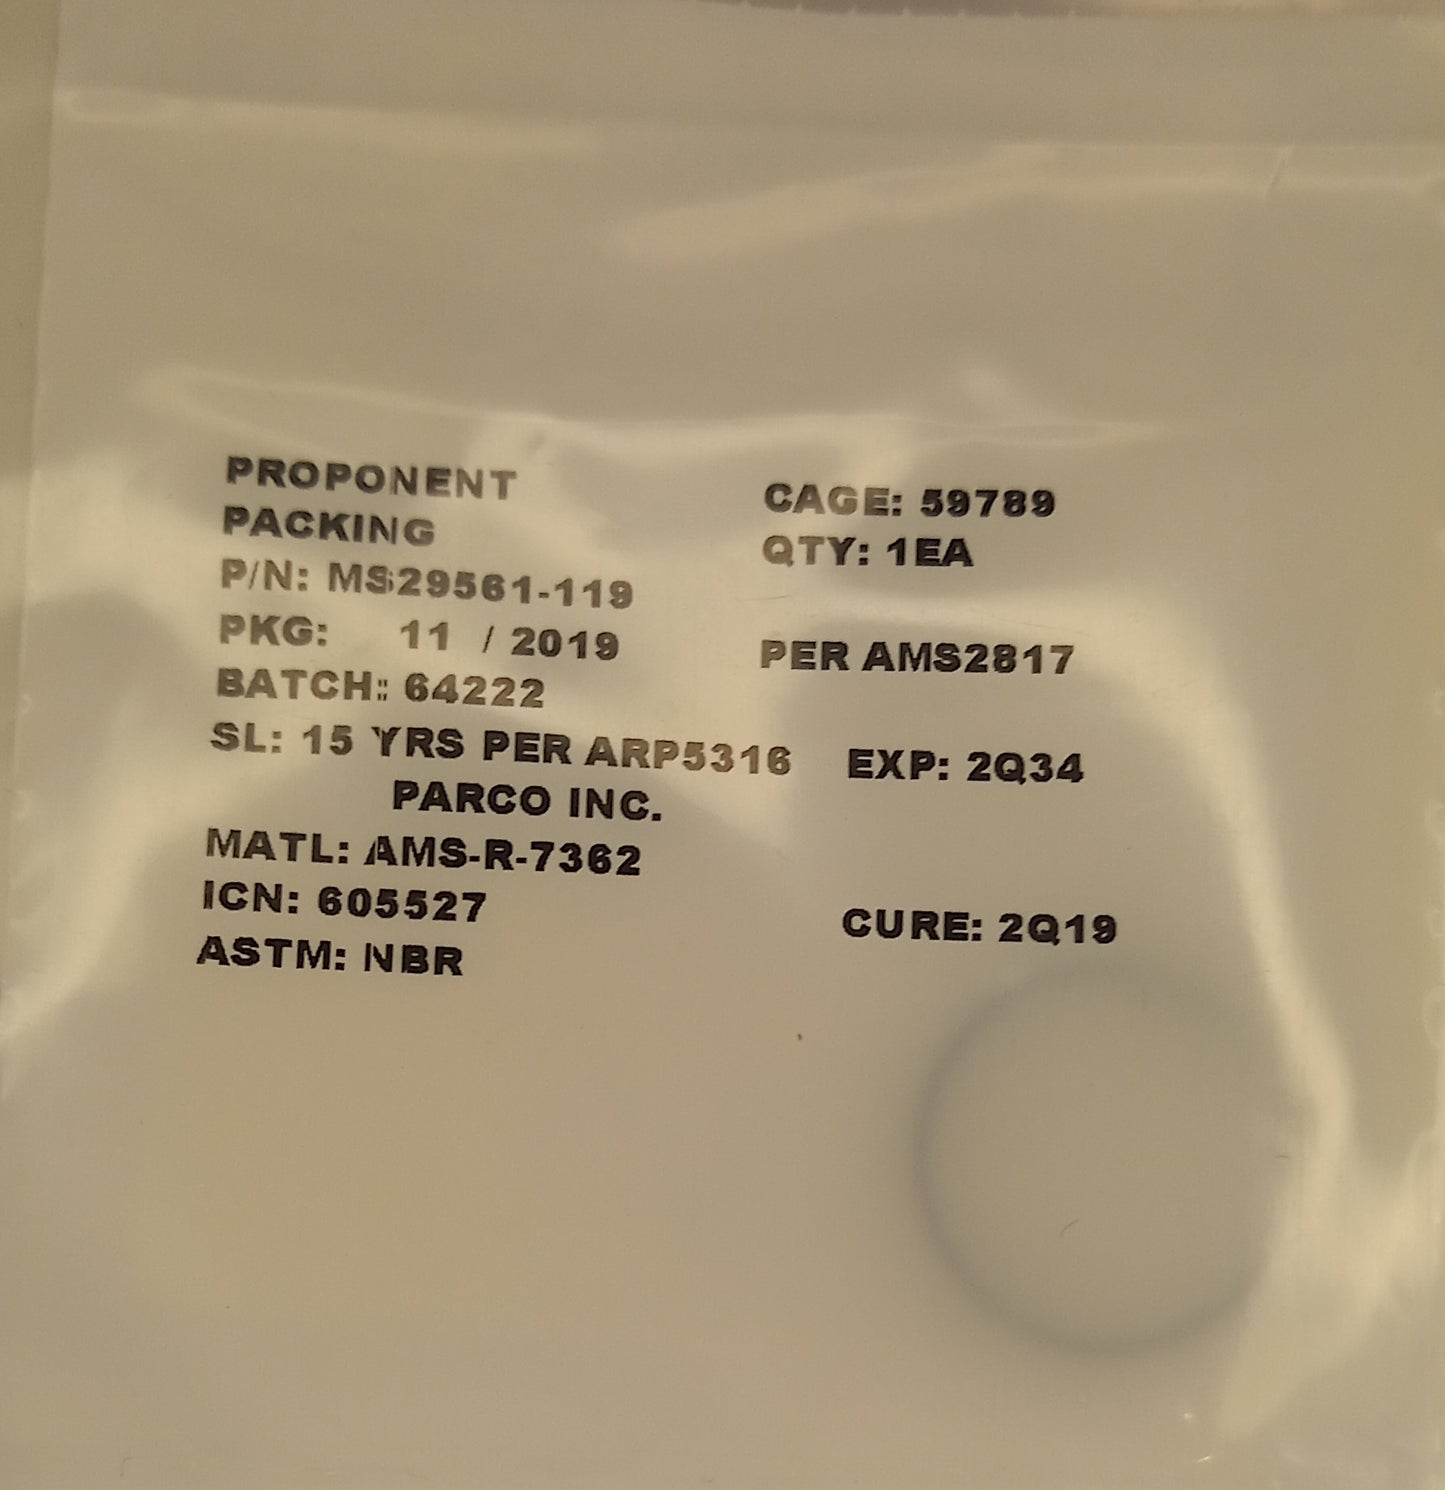 PROPONENT
PACKING CAGE: 59789
P/N: MS29561-119 QTY: 1EA
PKG: 11 / 2019 PER AMS2817
BATCH: 64222
SL: 15 YRS PER ARP5316 EXP: 2Q34
PARCO INC.
MATL: AMS-R-7362
ICN: 605527 CURE: 2Q19
ASTM: NBR